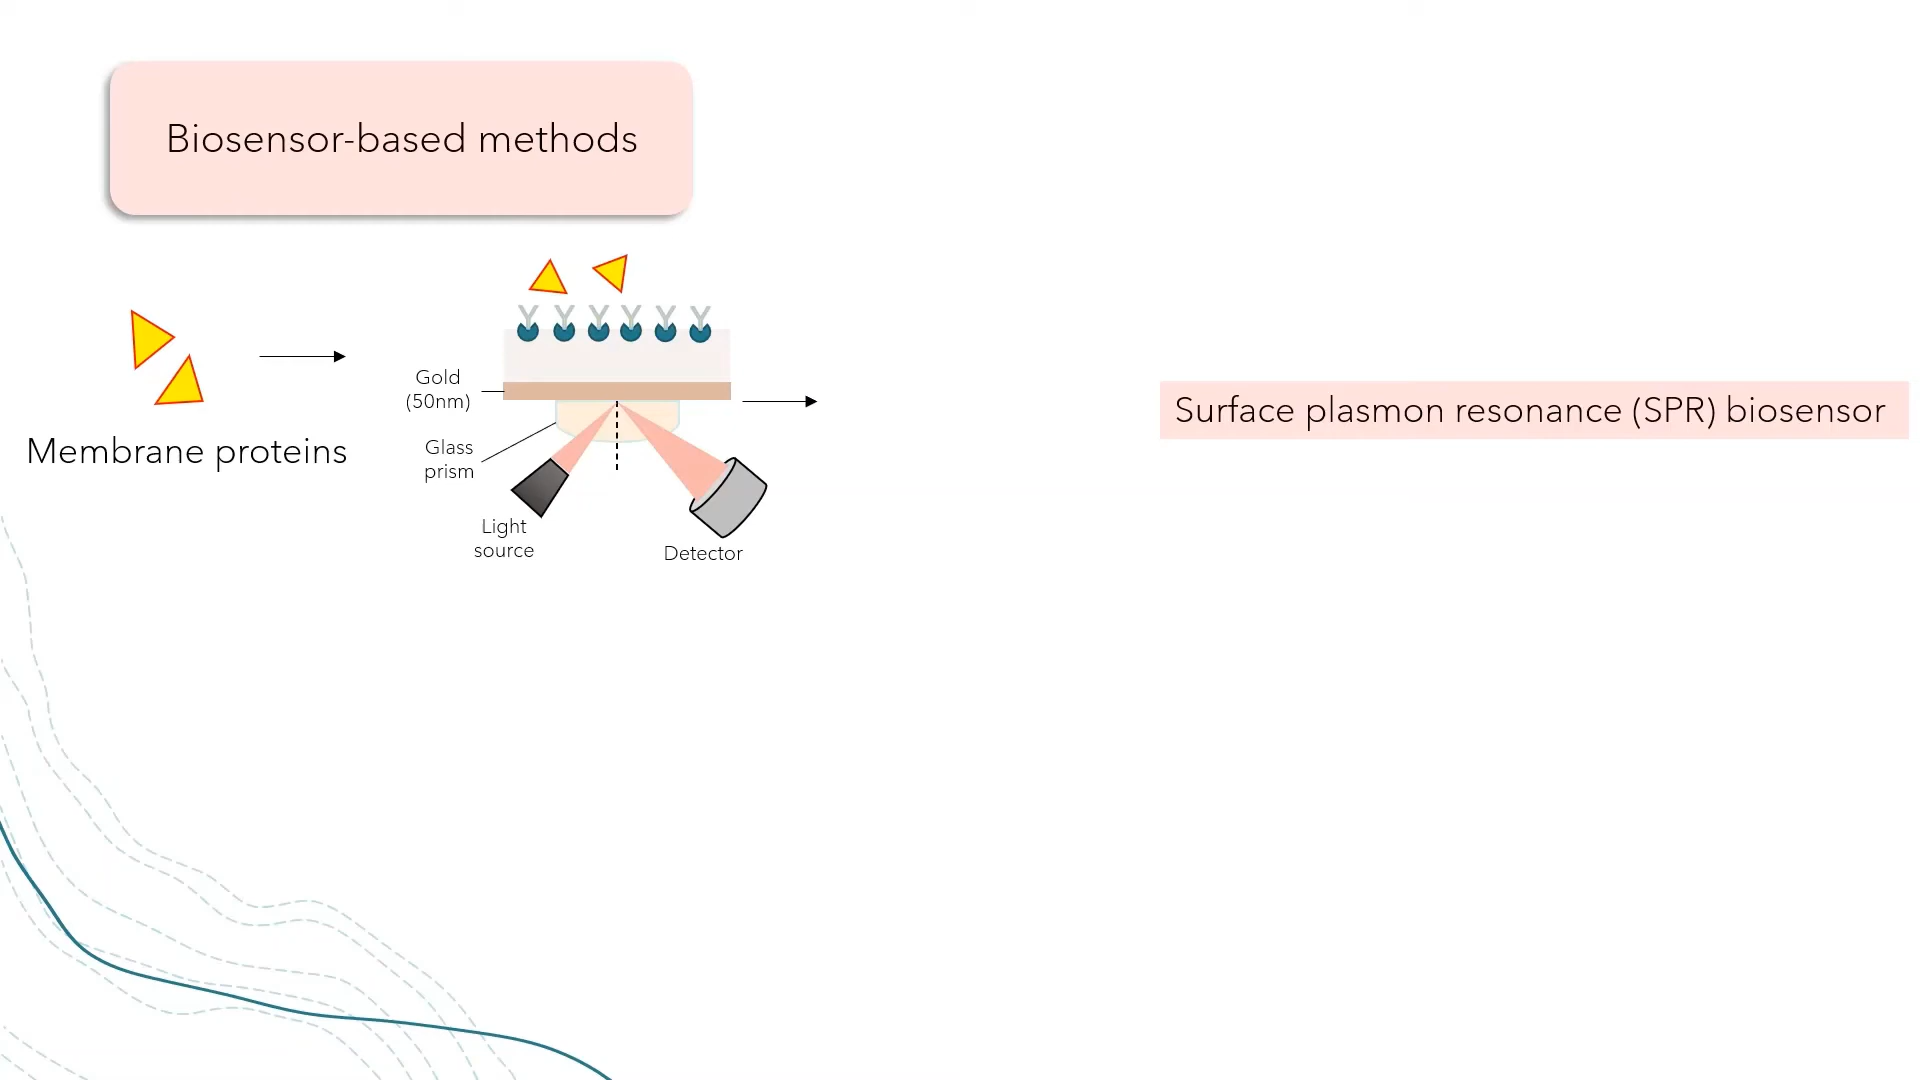 Biosensor-based methods
Membrane proteins
Gold
(50nm)
Glass
prism
Light
source
Detector
Surface plasmon resonance (SPR) biosensor